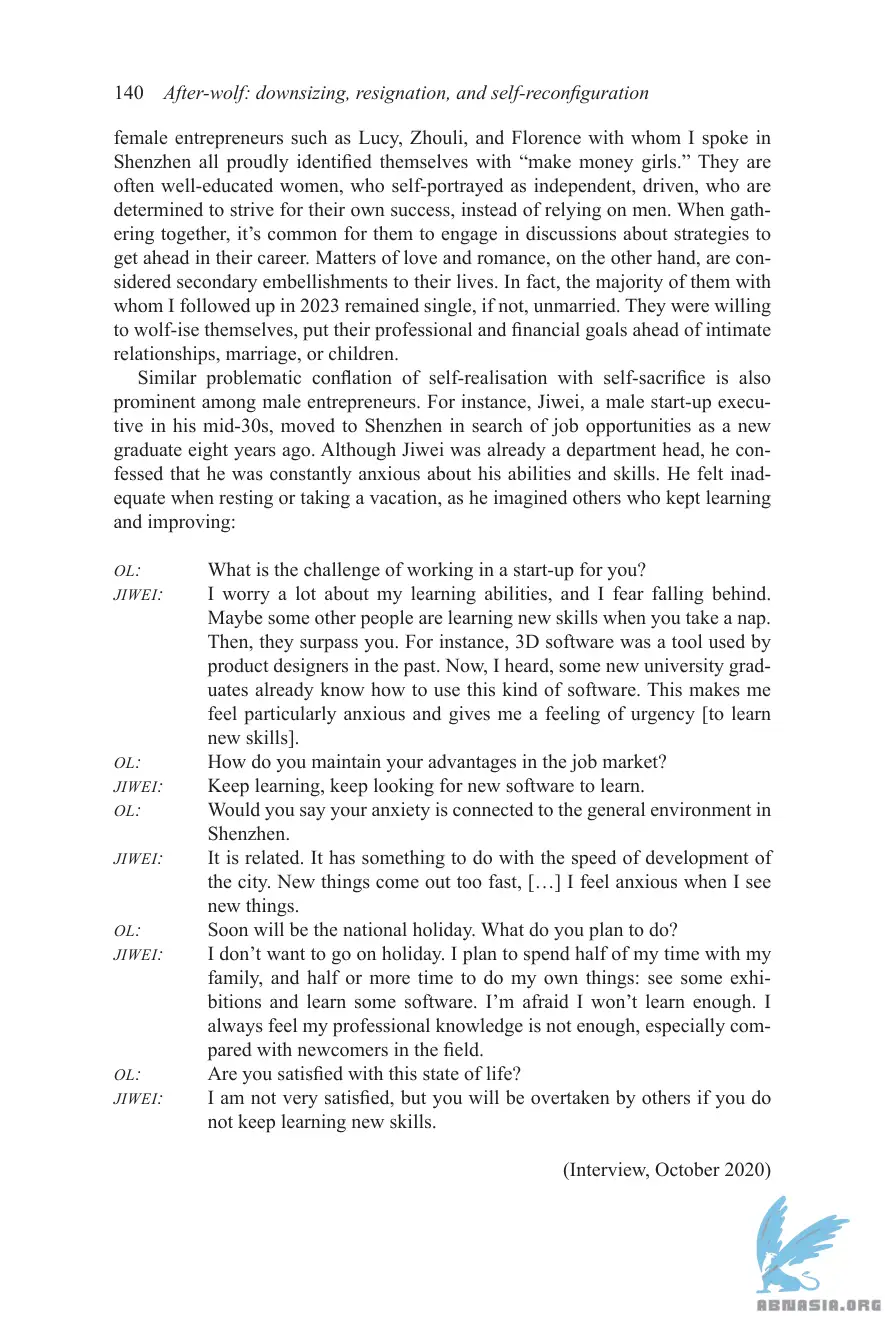 140 After-wolf: downsizing, resignation, and self-reconfiguration
female entrepreneurs such as Lucy, Zhouli, and Florence with whom I spoke in
Shenzhen all proudly identified themselves with “make money girls.” They are
often well-educated women, who self-portrayed as independent, driven, who are
determined to strive for their own success, instead of relying on men. When gath-
ering together, it’s common for them to engage in discussions about strategies to
get ahead in their career. Matters of love and romance, on the other hand, are con-
sidered secondary embellishments to their lives. In fact, the majority of them with
whom I followed up in 2023 remained single, if not, unmarried. They were willing
to wolf-ise themselves, put their professional and financial goals ahead of intimate
relationships, marriage, or children.
Similar problematic conflation of self-realisation with self-sacrifice is also
prominent among male entrepreneurs. For instance, Jiwei, a male start-up execu-
tive in his mid-30s, moved to Shenzhen in search of job opportunities as a new
graduate eight years ago. Although Jiwei was already a department head, he con-
fessed that he was constantly anxious about his abilities and skills. He felt inad-
equate when resting or taking a vacation, as he imagined others who kept learning
and improving:
OL: What is the challenge of working in a start-up for you?
JIWEI: I worry a lot about my learning abilities, and I fear falling behind.
Maybe some other people are learning new skills when you take a nap.
Then, they surpass you. For instance, 3D software was a tool used by
product designers in the past. Now, I heard, some new university grad-
uates already know how to use this kind of software. This makes me
feel particularly anxious and gives me a feeling of urgency [to learn
new skills].
OL: How do you maintain your advantages in the job market?
JIWEI: Keep learning, keep looking for new software to learn.
OL: Would you say your anxiety is connected to the general environment in
Shenzhen.
JIWEI: It is related. It has something to do with the speed of development of
the city. New things come out too fast, […] I feel anxious when I see
new things.
OL: Soon will be the national holiday. What do you plan to do?
JIWEI: I don’t want to go on holiday. I plan to spend half of my time with my
family, and half or more time to do my own things: see some exhi-
bitions and learn some software. I’m afraid I won’t learn enough. I
always feel my professional knowledge is not enough, especially com-
pared with newcomers in the field.
OL: Are you satisfied with this state of life?
JIWEI: I am not very satisfied, but you will be overtaken by others if you do
not keep learning new skills.
(Interview, October 2020)
ABNASIA.ORG